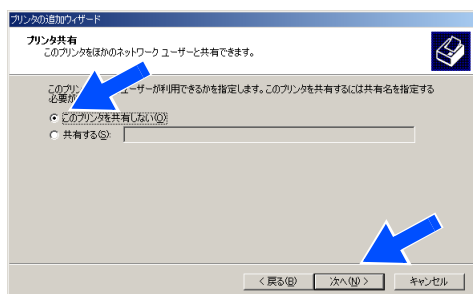 プリンタの追加ウィザード
プリンタ共有
このプリンタをほかのネットワーク ユーザーと共有できます。
このプリン ユーザーが利用できるかを指定します。このプリンタを共有するには共有名を指定する
必要が
このプリンタを共有しない(O)
共有する(S):
< 戻る(B)
次へ(N) >
キャンセル